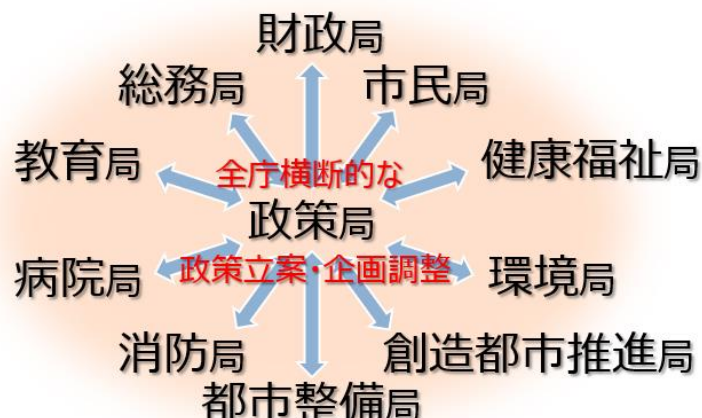 財政局
総務局
市民局
教育局
健康福祉局
全庁横断的な
政策局
政策立案・企画調整
病院局
環境局
消防局
創造都市推進局
都市整備局